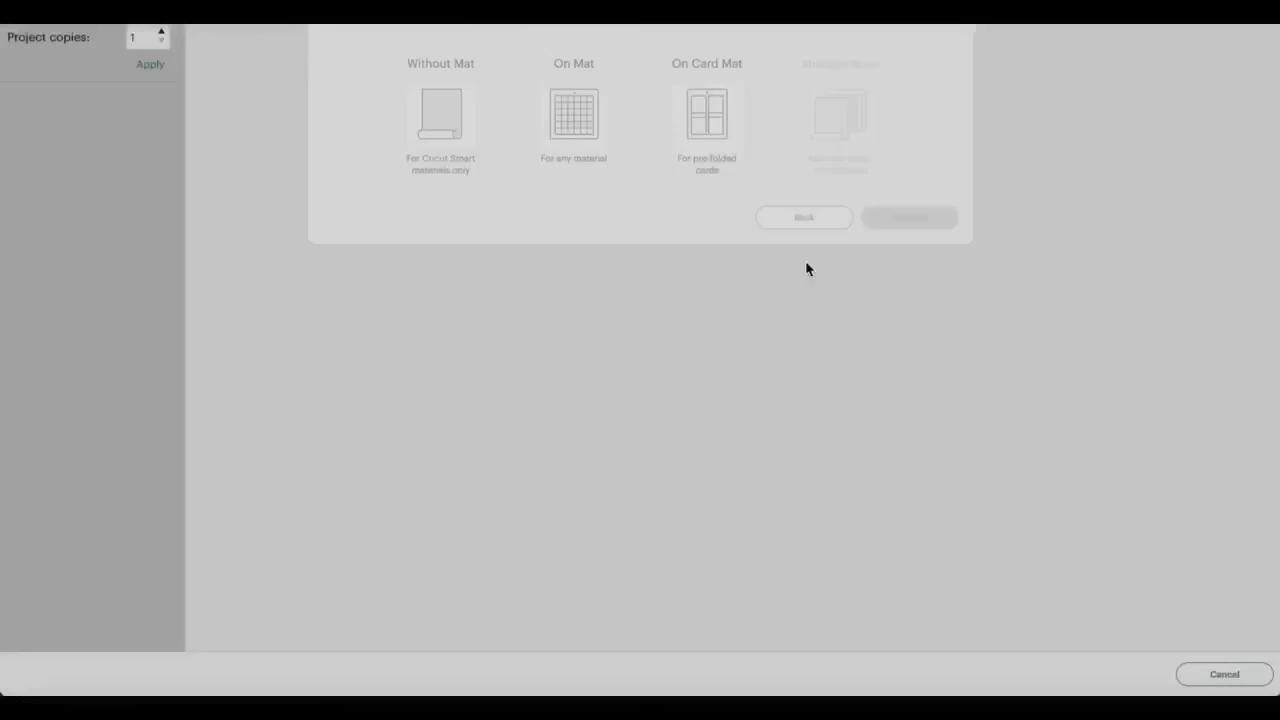 Project copies: 1
Apply
Without Mat
On Mat
On Card Mat
For Cricut Smart
materials only
For any material
For pre-folded
cards
Back
Cancel